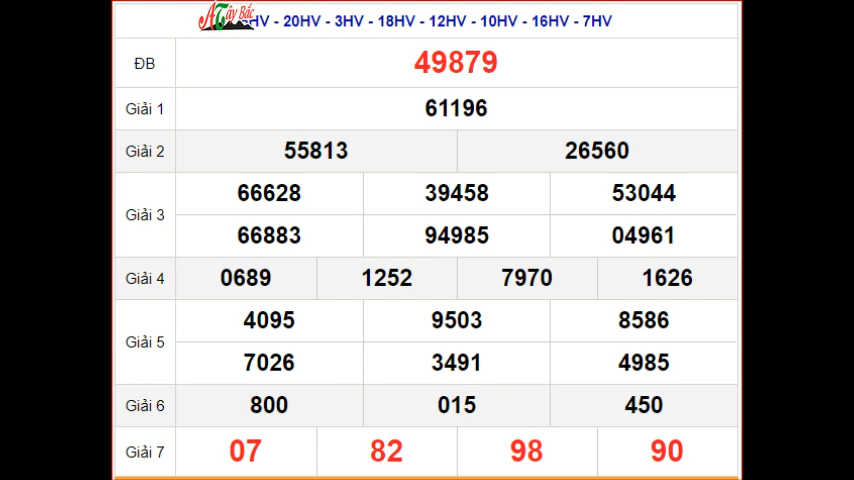 ATây Bắc
HV - 20HV - 3HV - 18HV - 12HV - 10HV - 16HV - 7HV
ĐB 49879
Giải 1 61196
Giải 2 55813 26560
Giải 3
66628 39458 53044
66883 94985 04961
Giải 4 0689 1252 7970 1626
Giải 5
4095 9503 8586
7026 3491 4985
Giải 6 800 015 450
Giải 7 07 82 98 90